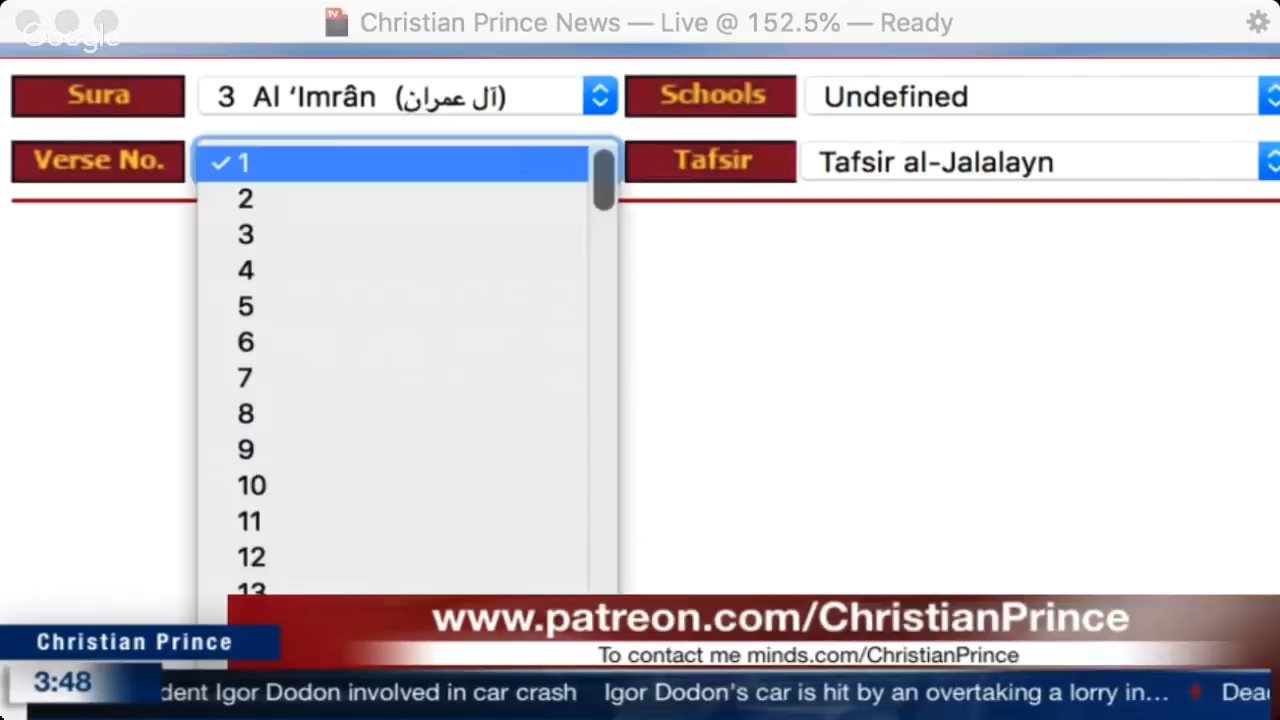 Christian Prince News — Live @ 152.5% — Ready
Google
Sura
3 Al ‘Imrân (آل عمران)
Schools
Undefined
Verse No.
✓ 1
Tafsir
Tafsir al-Jalalayn
2
3
4
5
6
7
8
9
10
11
12
13
www.patreon.com/ChristianPrince
Christian Prince
To contact me minds.com/ChristianPrince
3:48
dent Igor Dodon involved in car crash Igor Dodon's car is hit by an overtaking a lorry in...